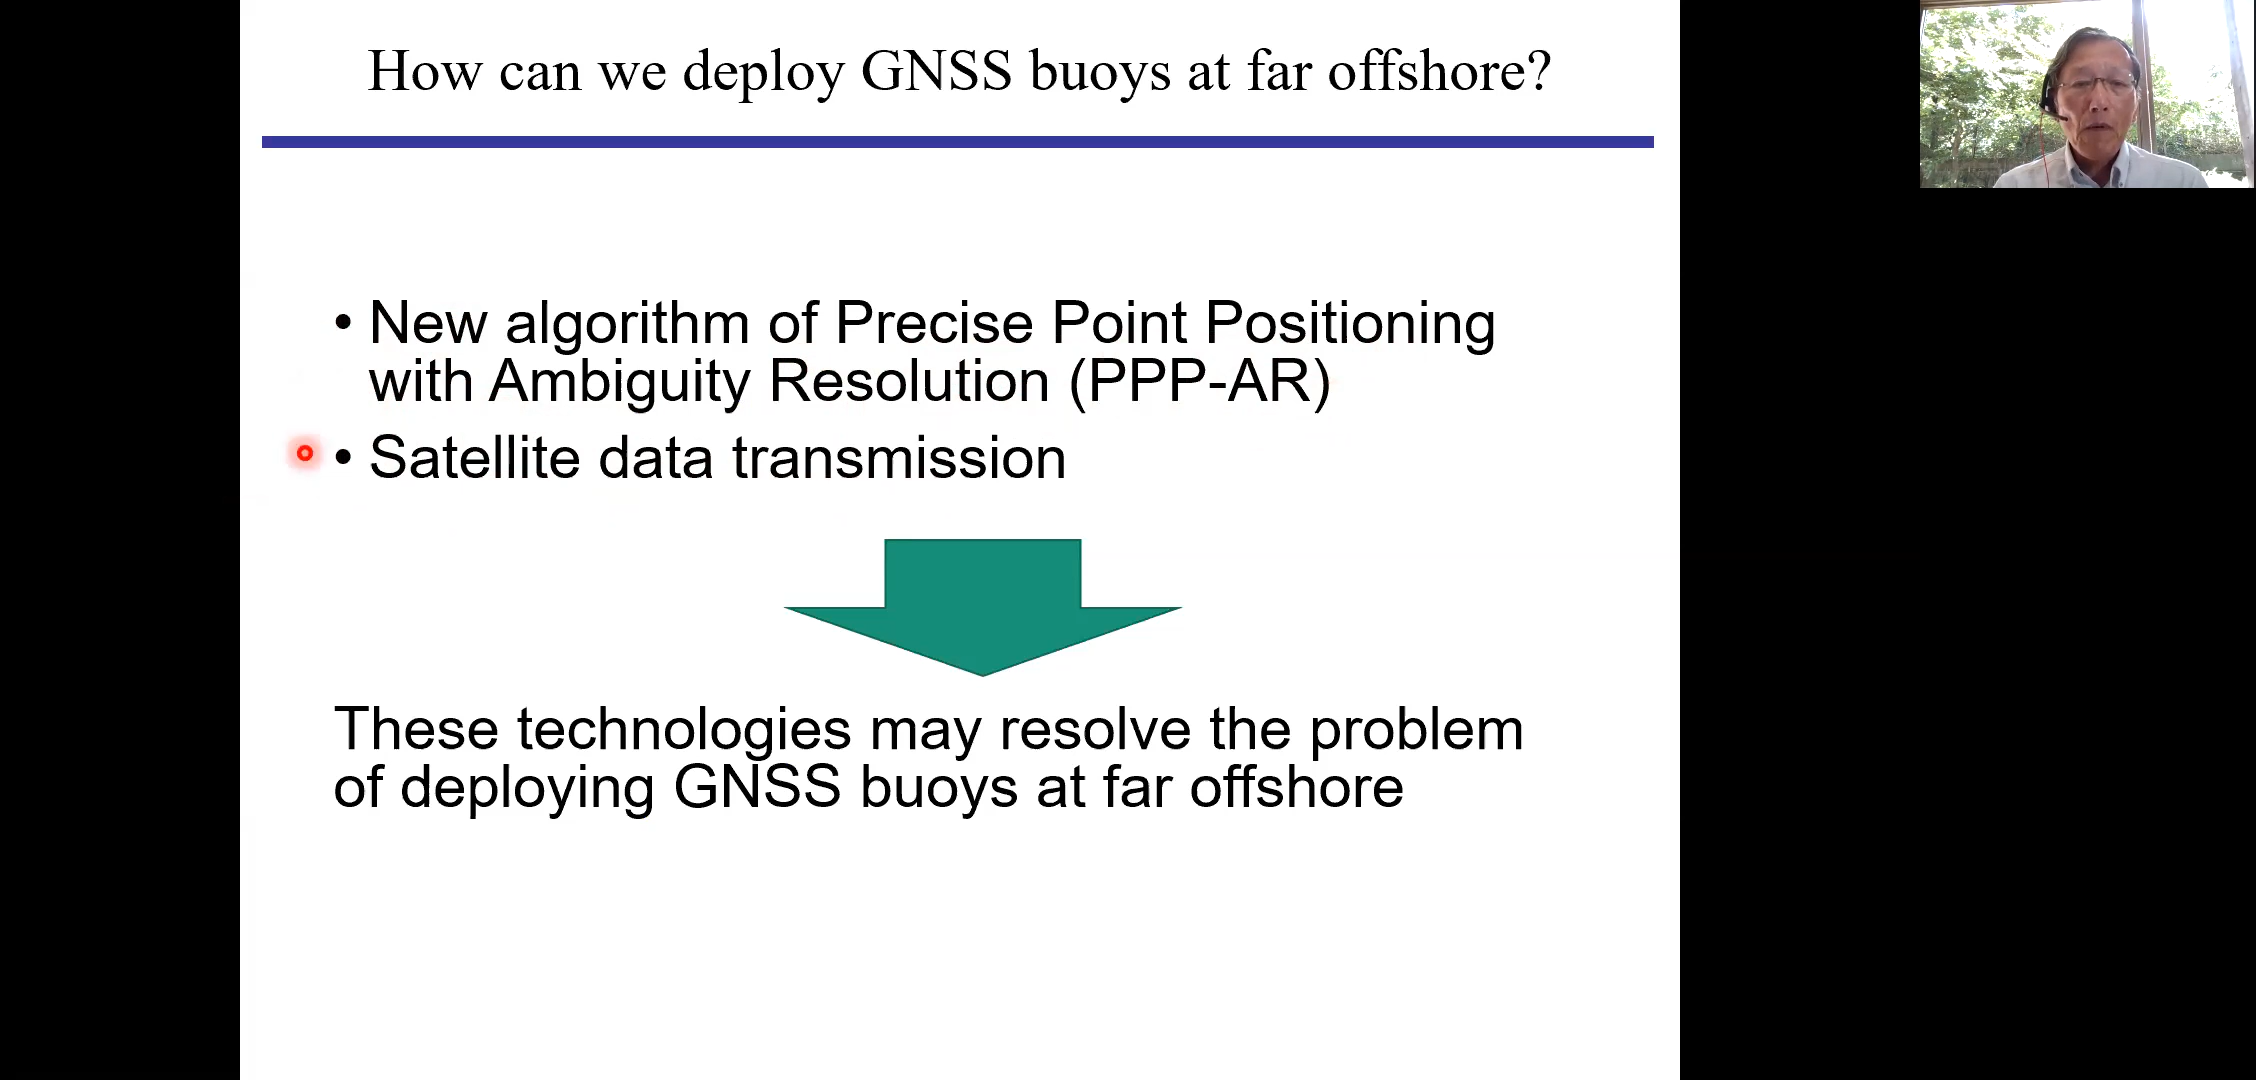 How can we deploy GNSS buoys at far offshore?
• New algorithm of Precise Point Positioning
with Ambiguity Resolution (PPP-AR)
• Satellite data transmission
These technologies may resolve the problem
of deploying GNSS buoys at far offshore